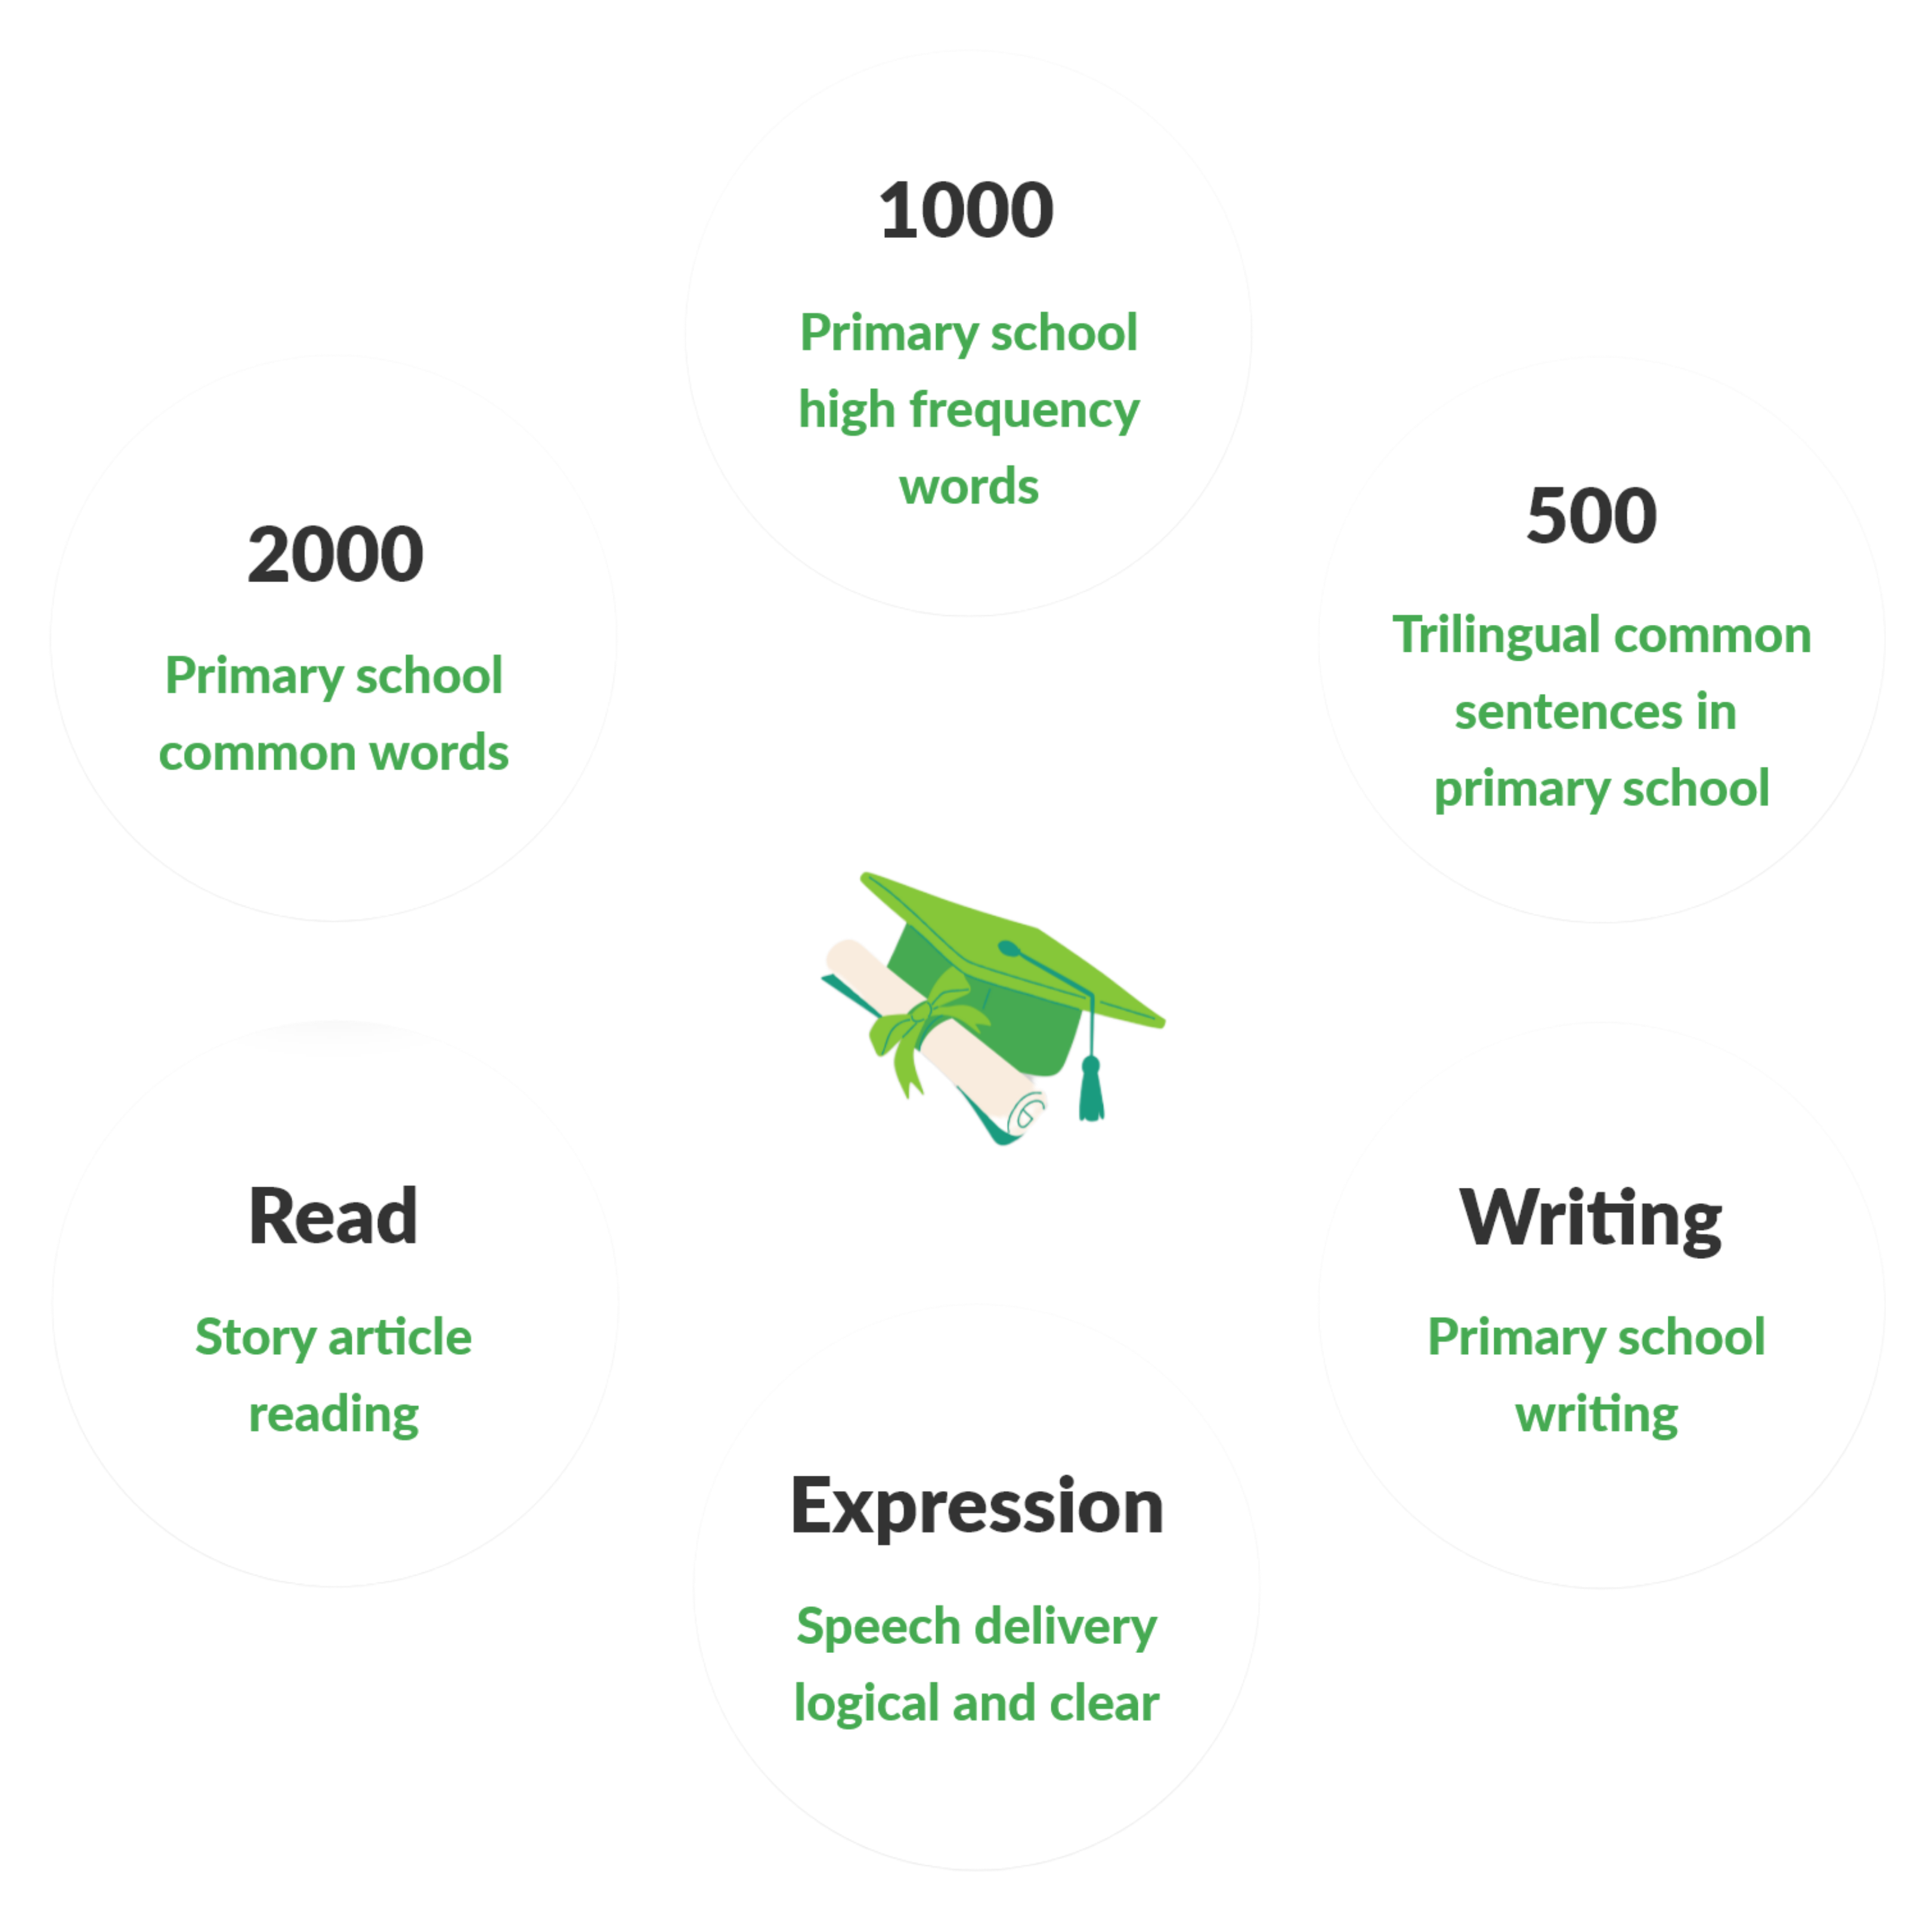 1000
Primary school
high frequency
words
2000
Primary school
common words
500
Trilingual common
sentences in
primary school
Read
Story article
reading
Writing
Primary school
writing
Expression
Speech delivery
logical and clear